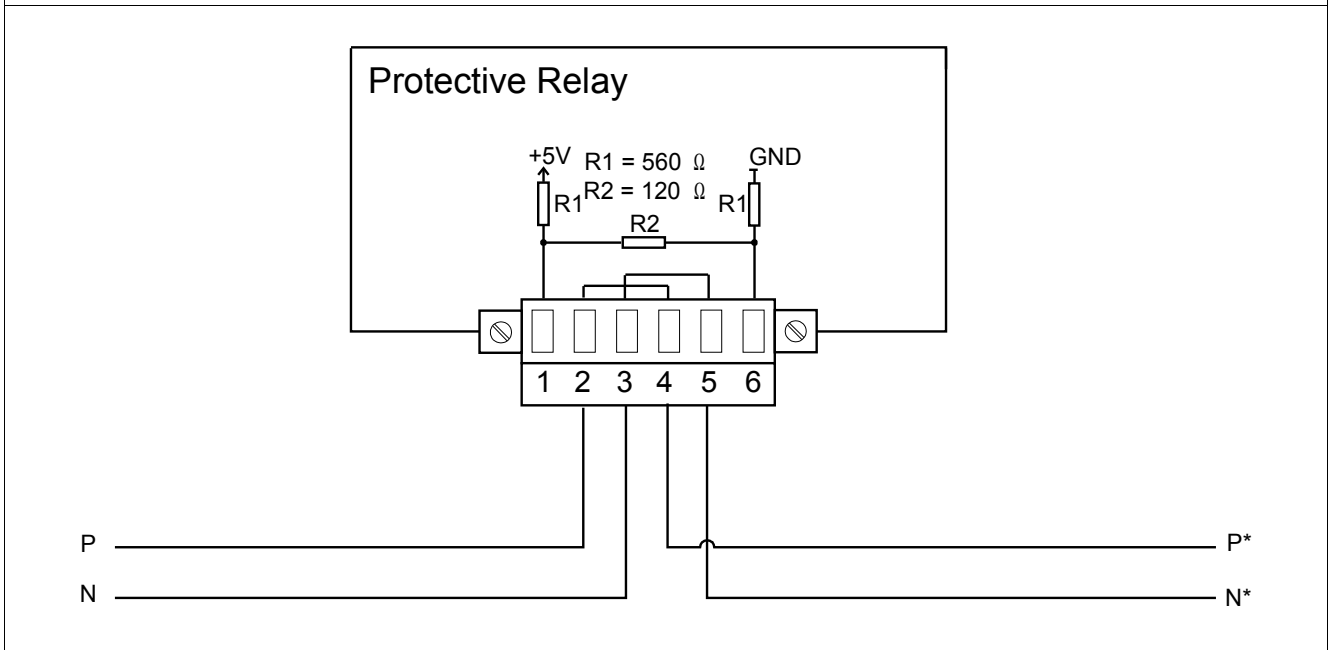 Protective Relay
+5V R1 = 560 Ω GND
R2 = 120 Ω
R1 R1
R2
1 2 3 4 5 6
P P*
N N*